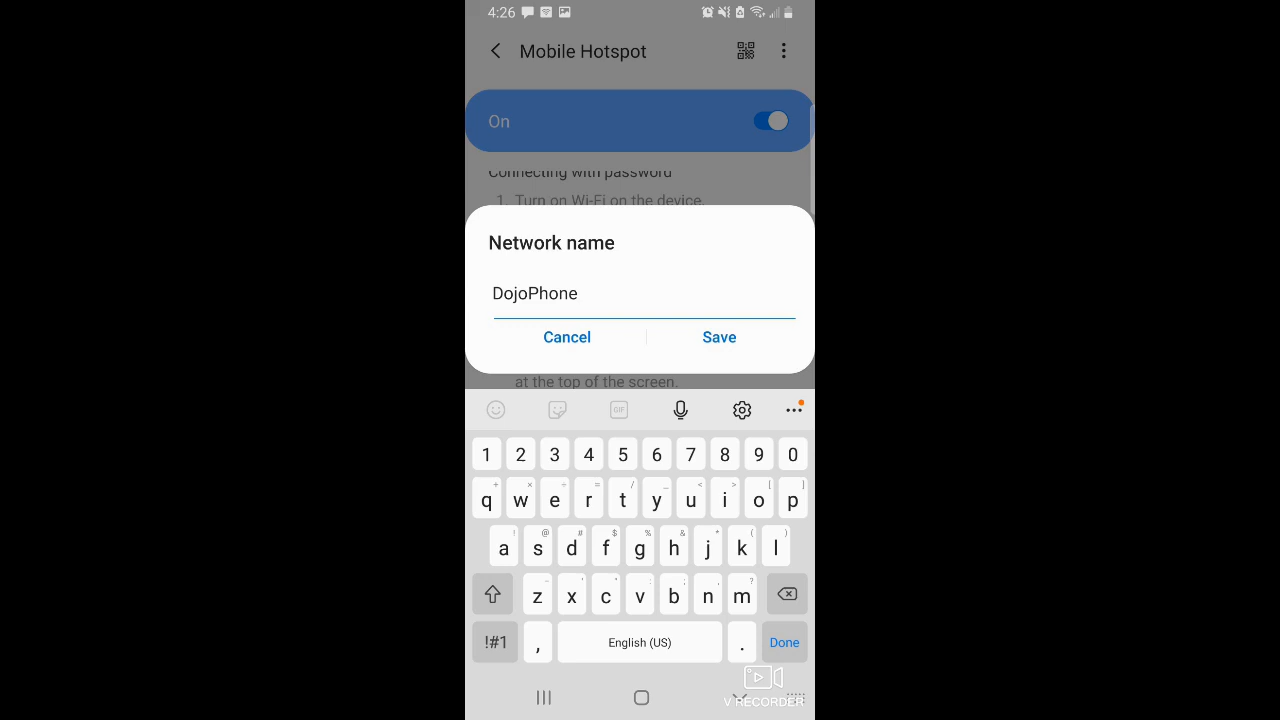 4:26
Mobile Hotspot
On
Connecting with password
1. Turn on Wi-Fi on the device.
Network name
DojoPhone
Cancel
Save
at the top of the screen.
GIF
1 2 3 4 5 6 7 8 9 0
q w e r t y u i o p
a s d f g h j k l
z x c v b n m
!#1 , English (US) . Done
V RECORDER